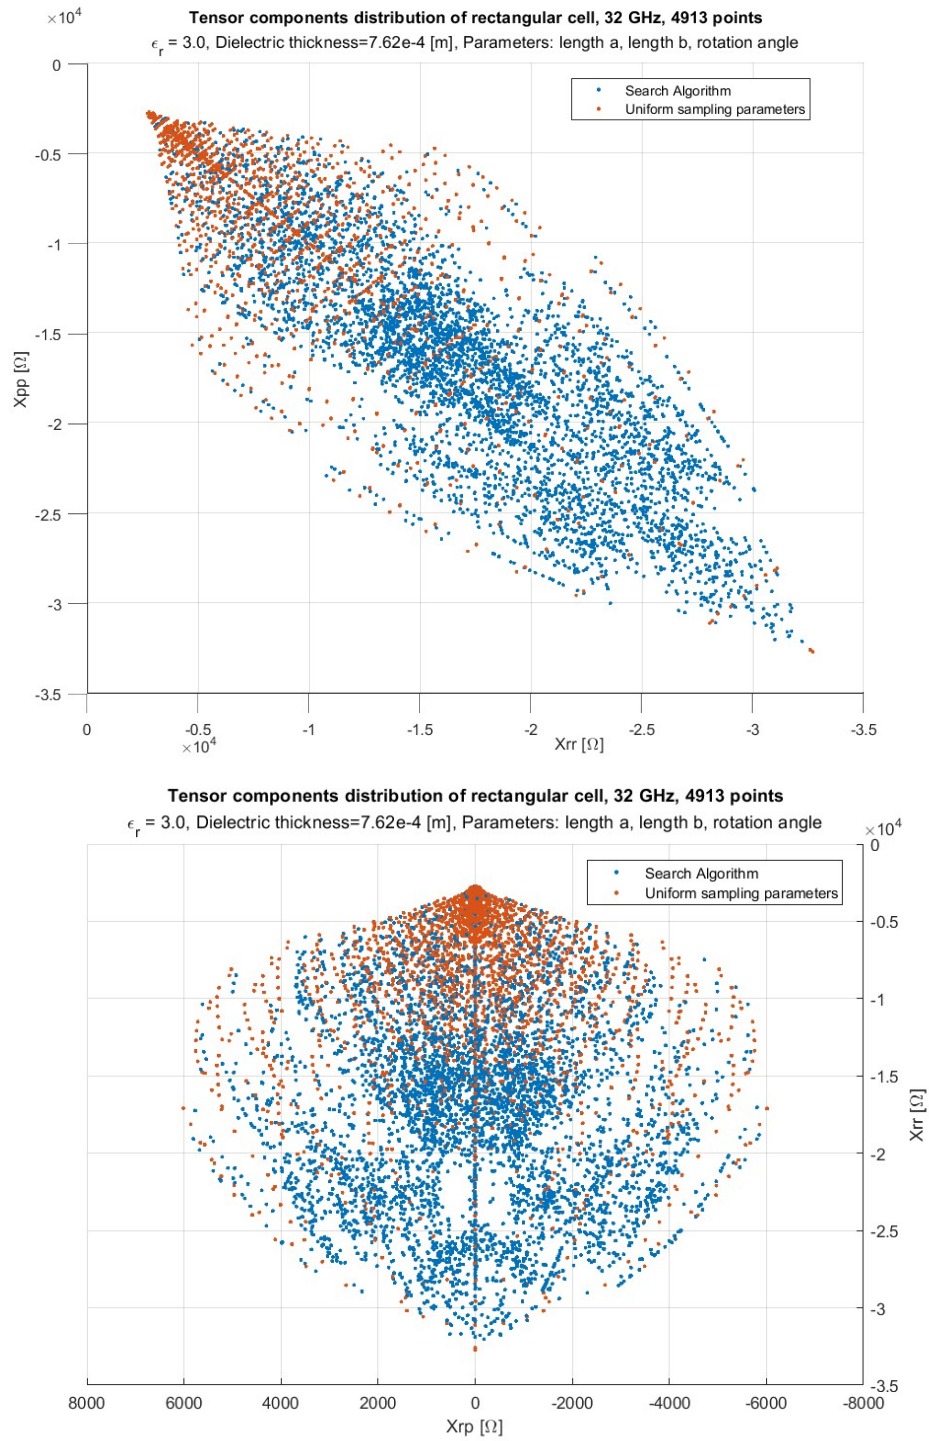 Tensor components distribution of rectangular cell, 32 GHz, 4913 points
×10⁴
ϵr = 3.0, Dielectric thickness=7.62e-4 [m], Parameters: length a, length b, rotation angle
0
Search Algorithm
Uniform sampling parameters
-0.5
-1
-1.5
-2
-2.5
-3
-3.5
Xpp [Ω]
0 -0.5 -1 -1.5 -2 -2.5 -3 -3.5
×10⁴
Xrr [Ω]
Tensor components distribution of rectangular cell, 32 GHz, 4913 points
ϵr = 3.0, Dielectric thickness=7.62e-4 [m], Parameters: length a, length b, rotation angle
×10⁴
0
Search Algorithm
Uniform sampling parameters
-0.5
-1
-1.5
-2
-2.5
-3
-3.5
Xrr [Ω]
8000 6000 4000 2000 0 -2000 -4000 -6000 -8000
Xrp [Ω]